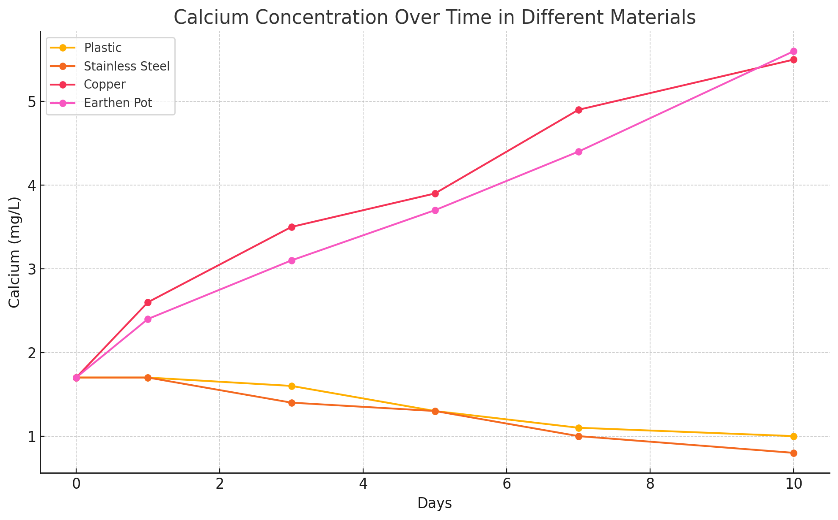 Calcium Concentration Over Time in Different Materials
Plastic
Stainless Steel
Copper
Earthen Pot
Calcium (mg/L)
5
4
3
2
1
0 2 4 6 8 10
Days